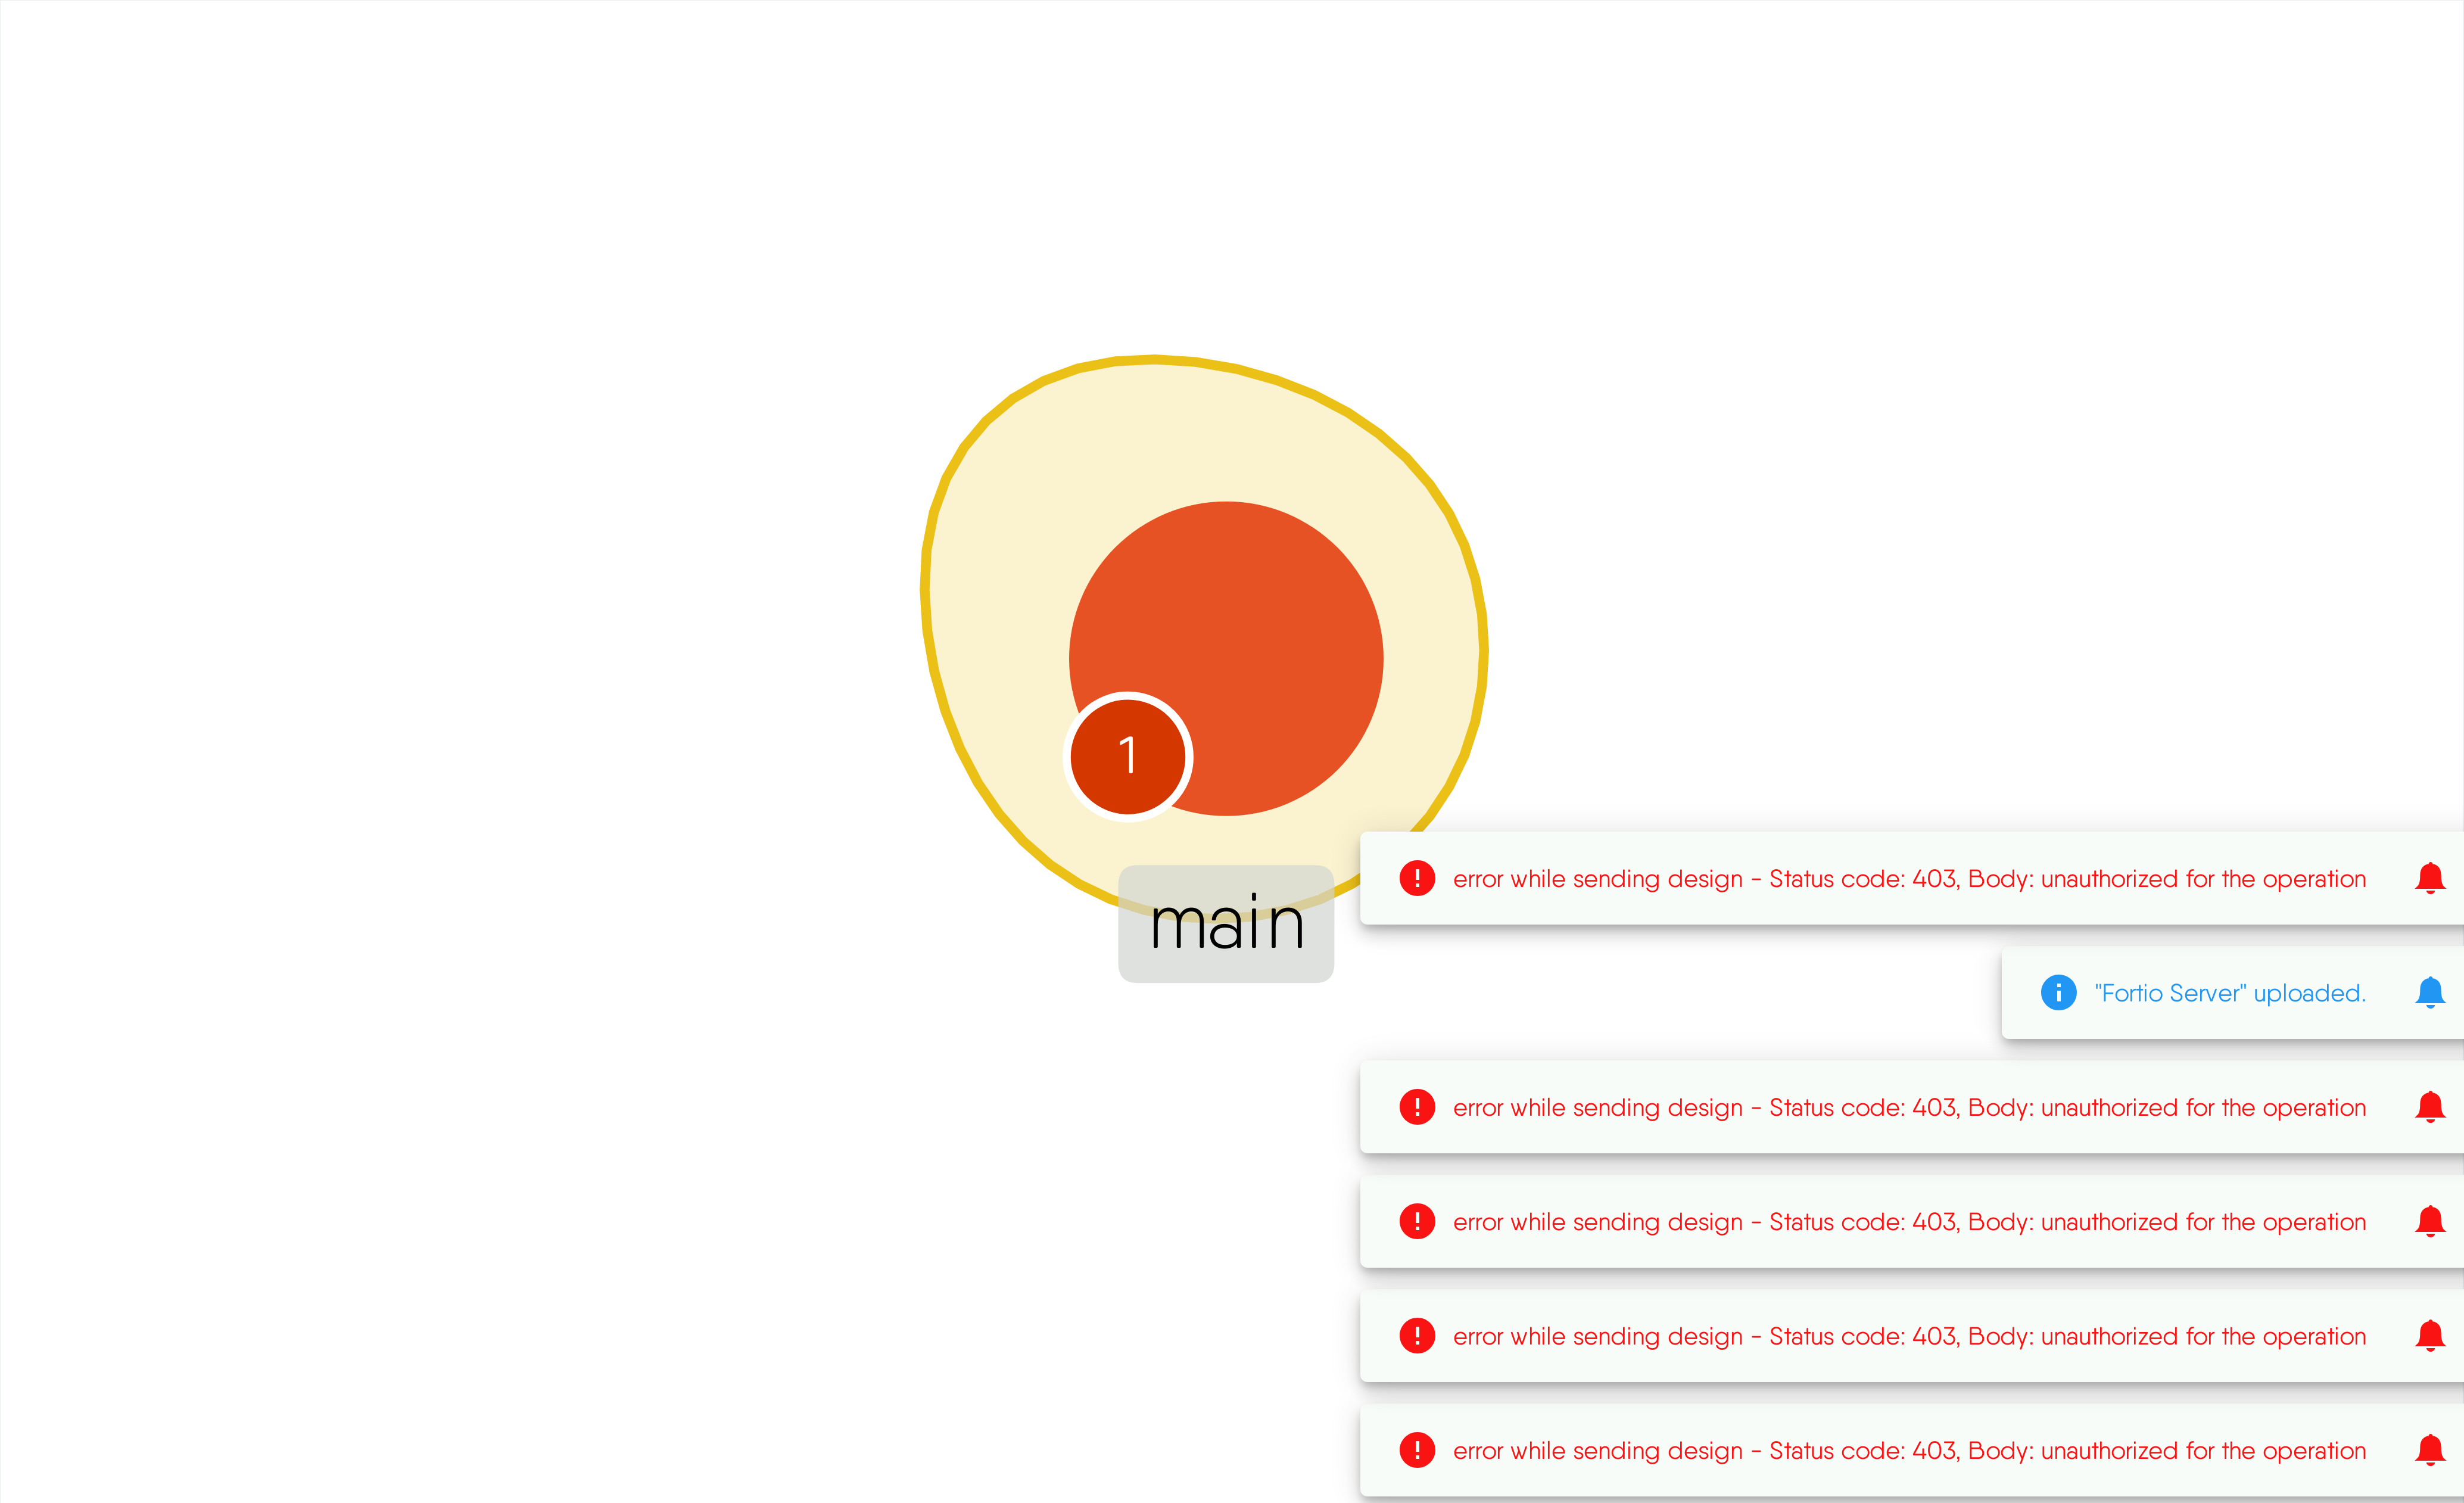 1
main
error while sending design - Status code: 403, Body: unauthorized for the operation
"Fortio Server" uploaded.
error while sending design - Status code: 403, Body: unauthorized for the operation
error while sending design - Status code: 403, Body: unauthorized for the operation
error while sending design - Status code: 403, Body: unauthorized for the operation
error while sending design - Status code: 403, Body: unauthorized for the operation